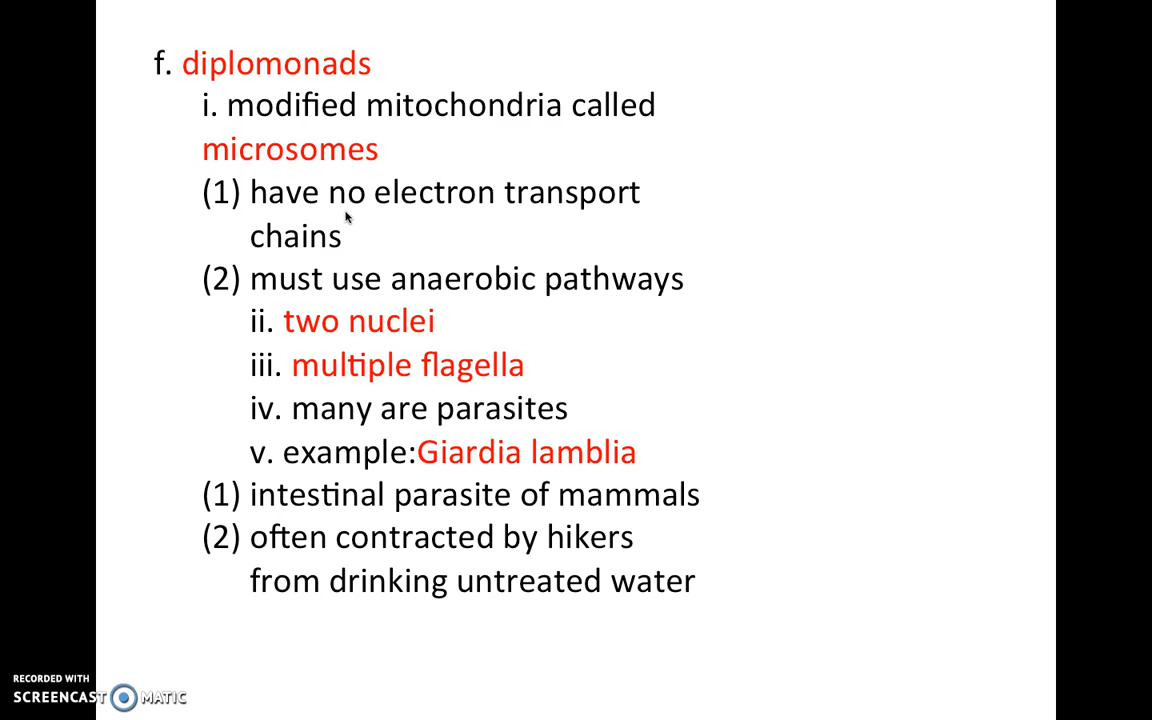 f. diplomonads
i. modified mitochondria called
microsomes
(1) have no electron transport
chains
(2) must use anaerobic pathways
ii. two nuclei
iii. multiple flagella
iv. many are parasites
v. example:Giardia lamblia
(1) intestinal parasite of mammals
(2) often contracted by hikers
from drinking untreated water
RECORDED WITH
SCREENCAST MATIC